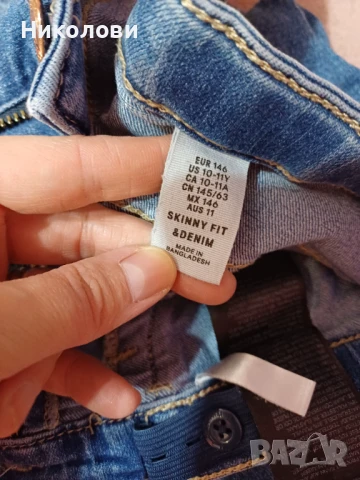 Николови
EUR 146
US 10-11Y
CA 10-11A
CN 145/63
MX 146
AUS 11
SKINNY FIT
&DENIM
MADE IN
BANGLADESH
BAZAR